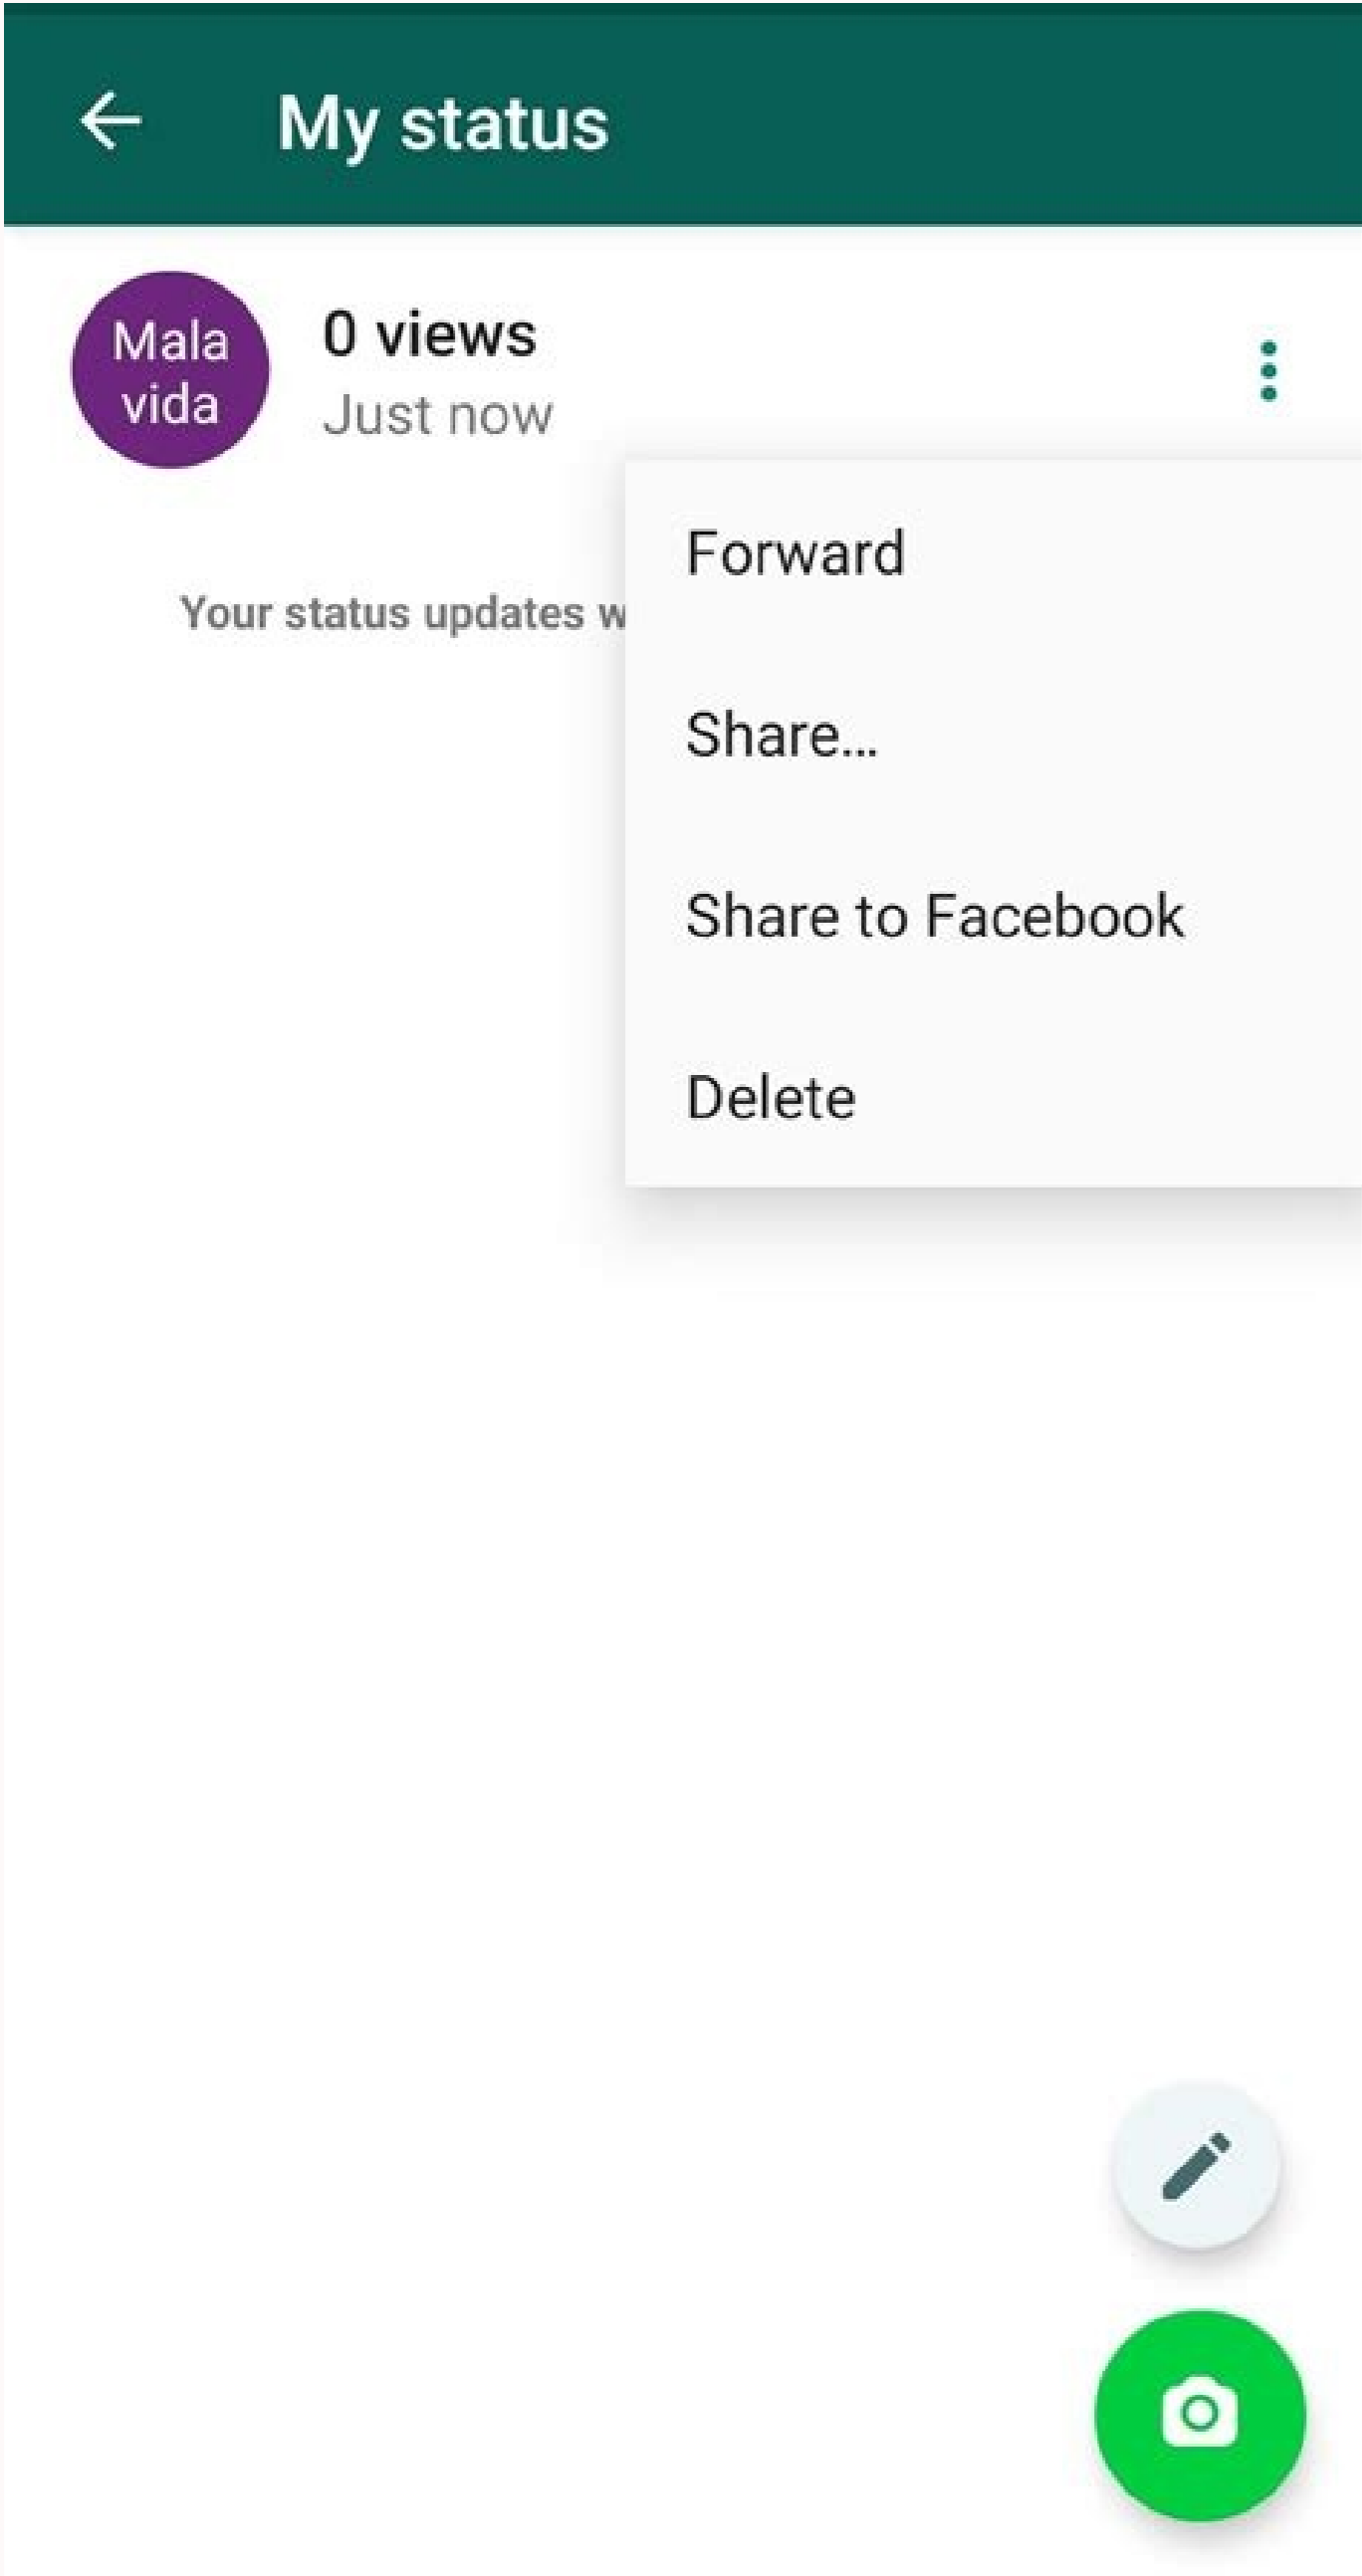 My status
Mala
vida
0 views
Just now
Your status updates
Forward
Share...
Share to Facebook
Delete